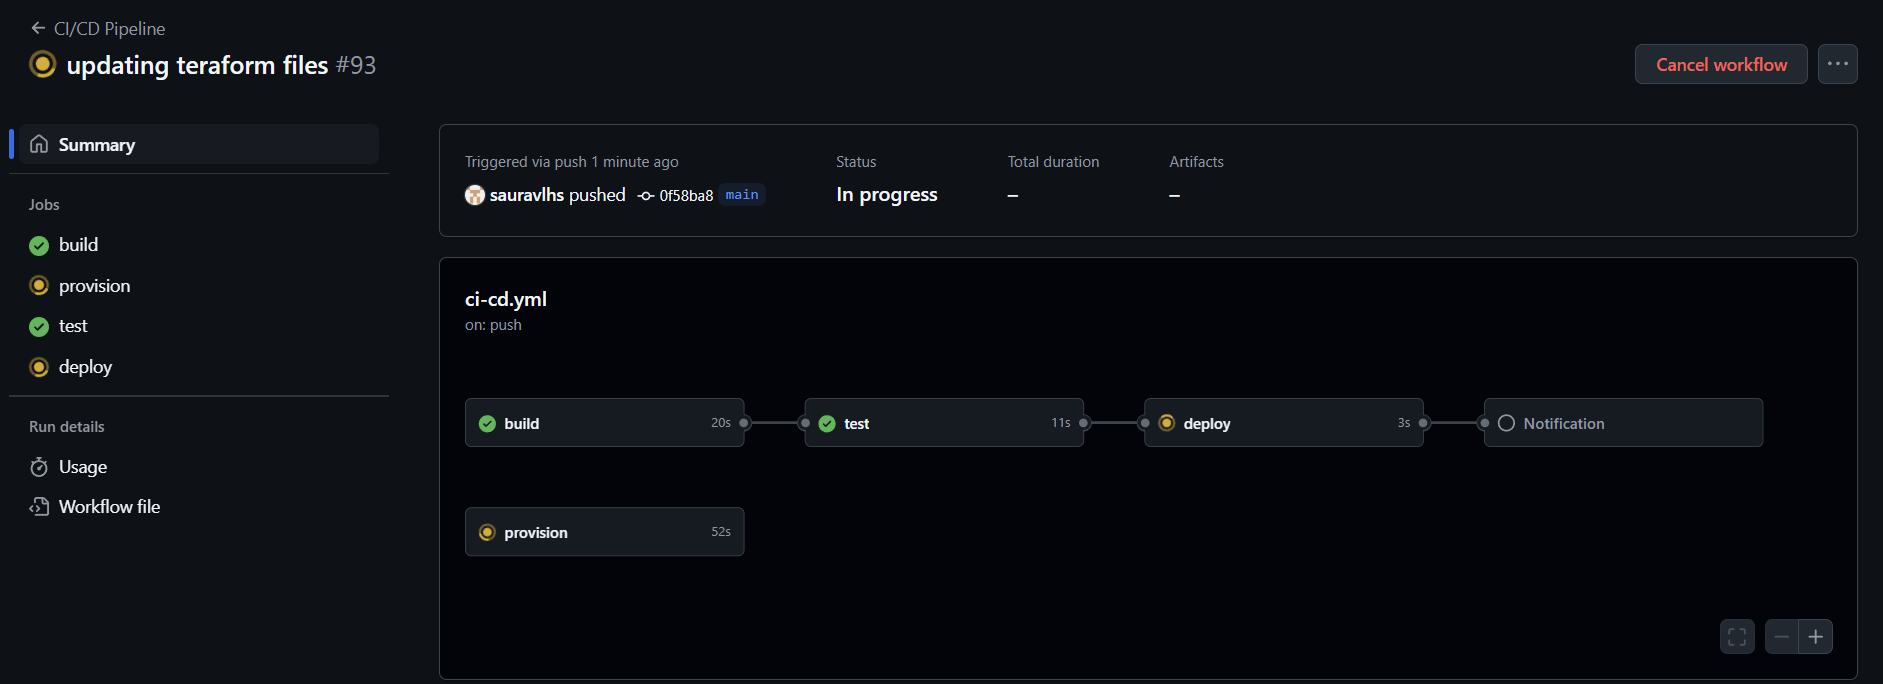 ← CI/CD Pipeline
updating teraform files #93
Cancel workflow
Summary
Jobs
build
provision
test
deploy
Run details
Usage
Workflow file
Triggered via push 1 minute ago
sauravlhs pushed 0f58ba8 main
Status
In progress
Total duration
–
Artifacts
–
ci-cd.yml
on: push
build 20s
test 11s
deploy 3s
Notification
provision 52s